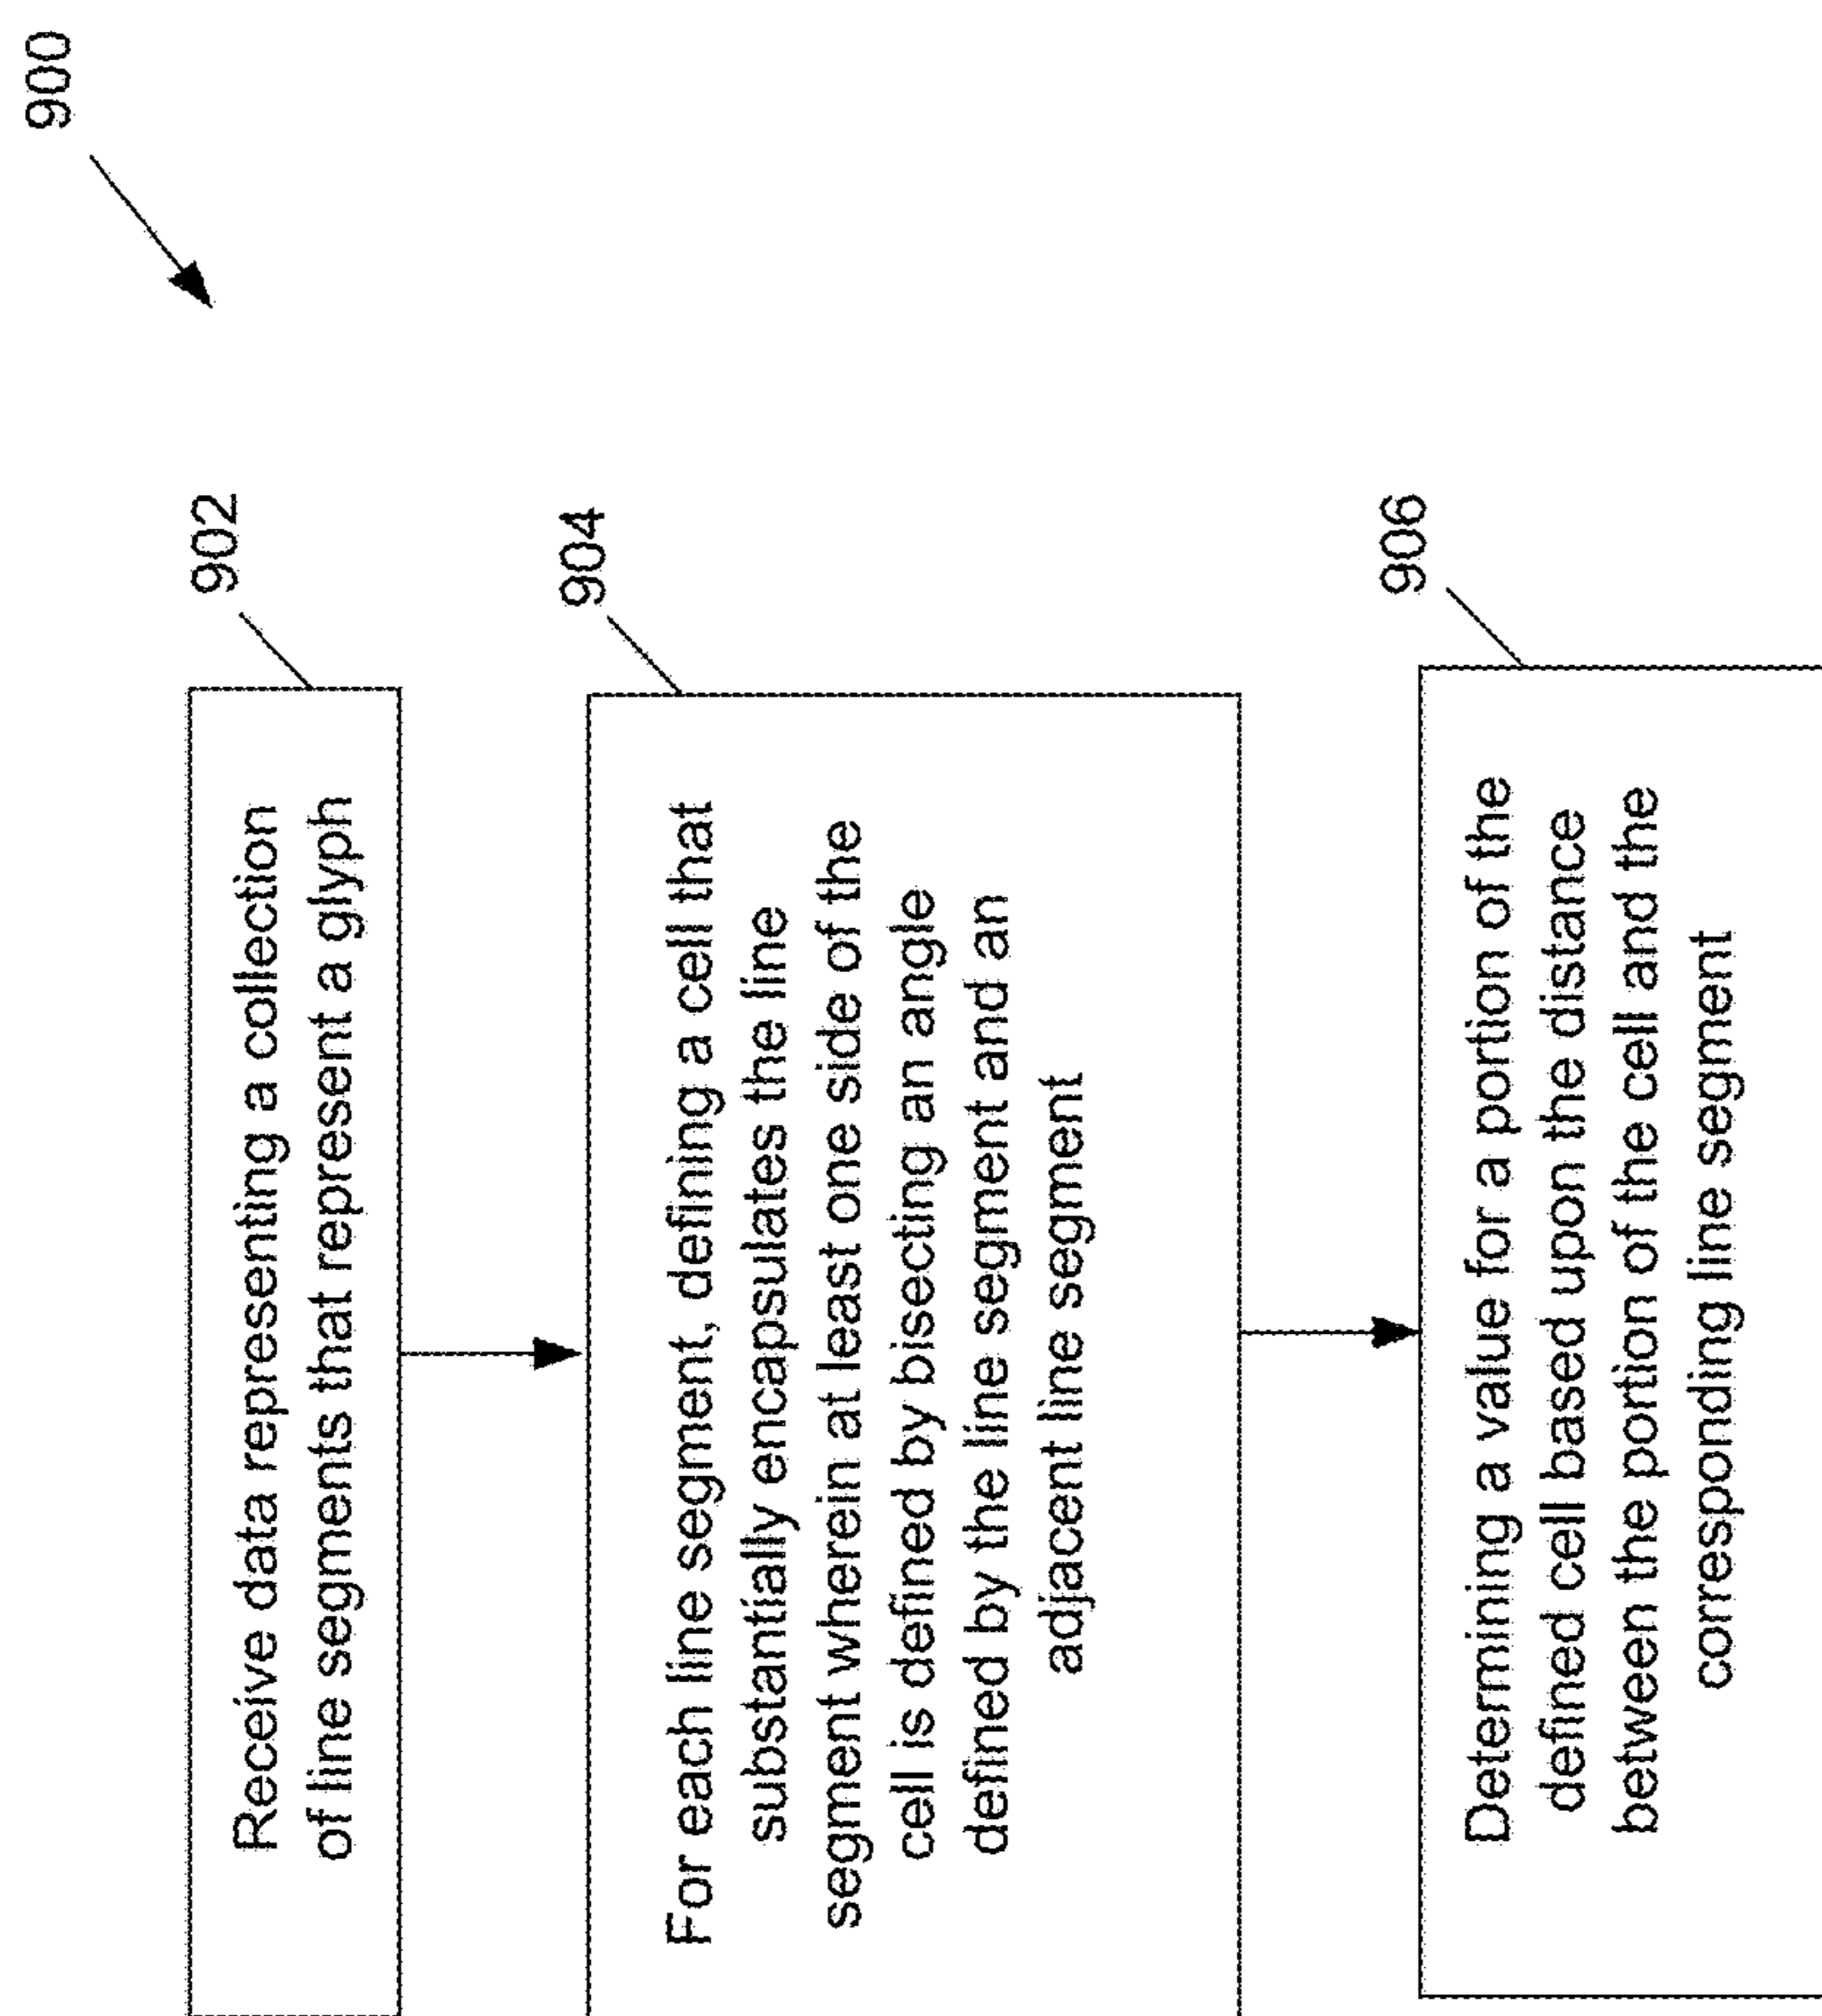 900
902
Receive data representing a collection
of line segments that represent a glyph
904
For each line segment, defining a cell that
substantially encapsulates the line
segment wherein at least one side of the
cell is defined by bisecting an angle
defined by the line segment and an
adjacent line segment
906
Determining a value for a portion of the
defined cell based upon the distance
between the portion of the cell and the
corresponding line segment